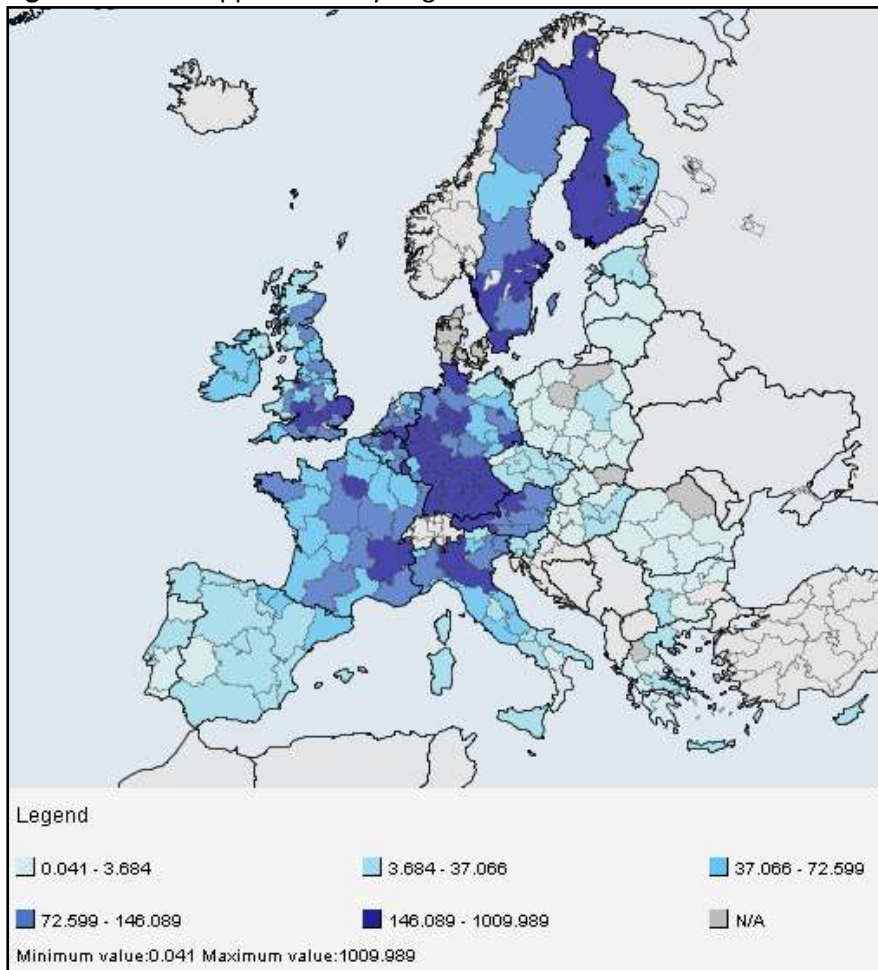 Legend
0.041 - 3.684
3.684 - 37.066
37.066 - 72.599
72.599 - 146.089
146.089 - 1009.989
N/A
Minimum value:0.041 Maximum value:1009.989